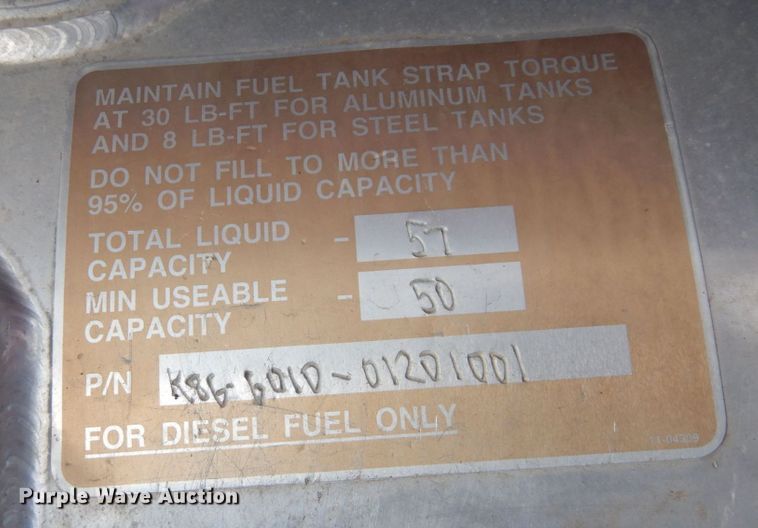 MAINTAIN FUEL TANK STRAP TORQUE
AT 30 LB-FT FOR ALUMINUM TANKS
AND 8 LB-FT FOR STEEL TANKS
DO NOT FILL TO MORE THAN
95% OF LIQUID CAPACITY
TOTAL LIQUID CAPACITY - 57
MIN USEABLE CAPACITY - 50
P/N K86-6010-01201001
FOR DIESEL FUEL ONLY
11-04309
Purple Wave Auction